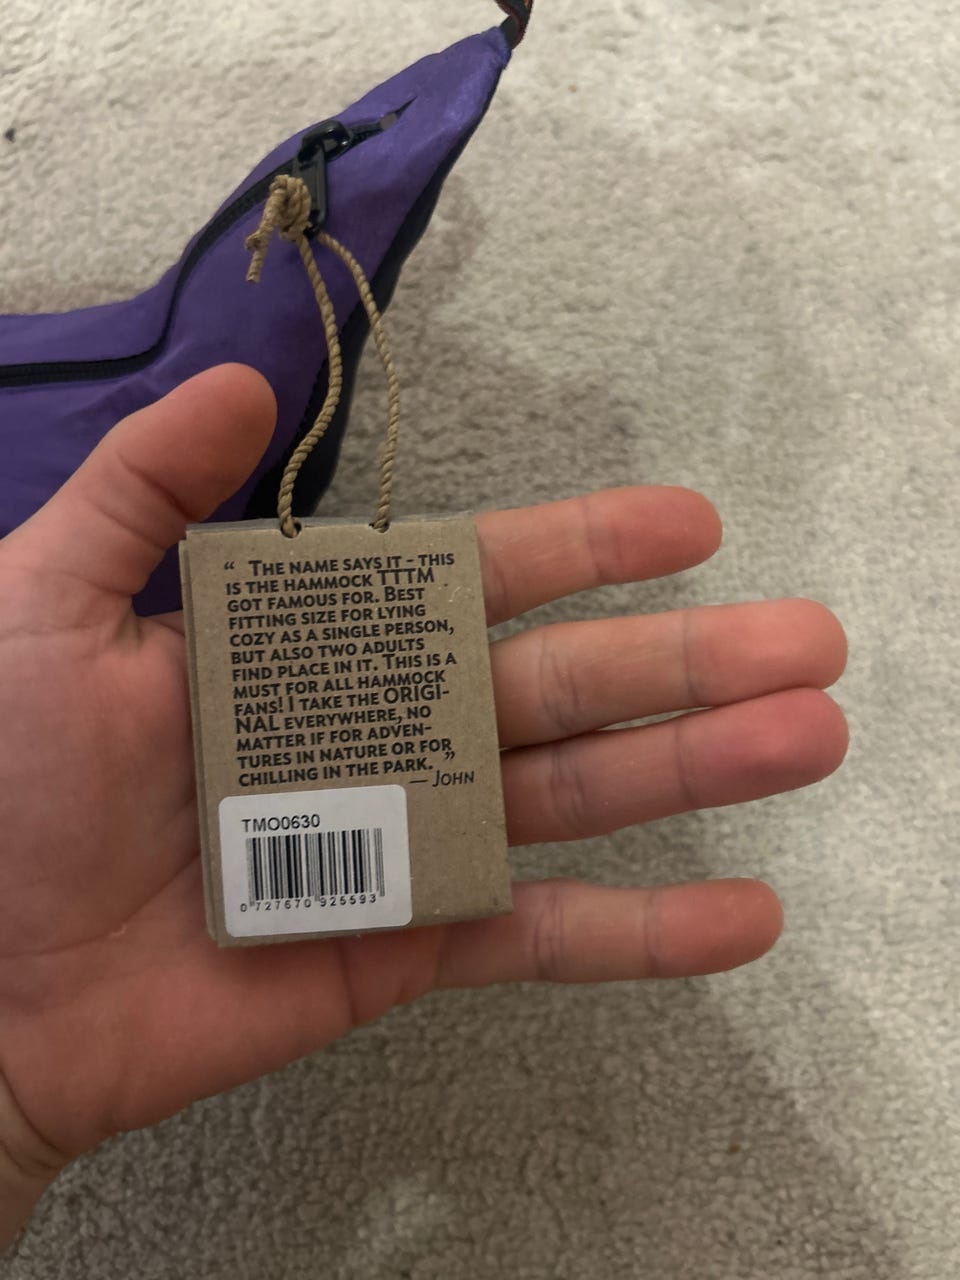 “ THE NAME SAYS IT - THIS
IS THE HAMMOCK TTTM
GOT FAMOUS FOR. BEST
FITTING SIZE FOR LYING
COZY AS A SINGLE PERSON,
BUT ALSO TWO ADULTS
FIND PLACE IN IT. THIS IS A
MUST FOR ALL HAMMOCK
FANS! I TAKE THE ORIGI-
NAL EVERYWHERE, NO
MATTER IF FOR ADVEN-
TURES IN NATURE OR FOR
CHILLING IN THE PARK. ”
— JOHN
TMO0630
0 727670 925593